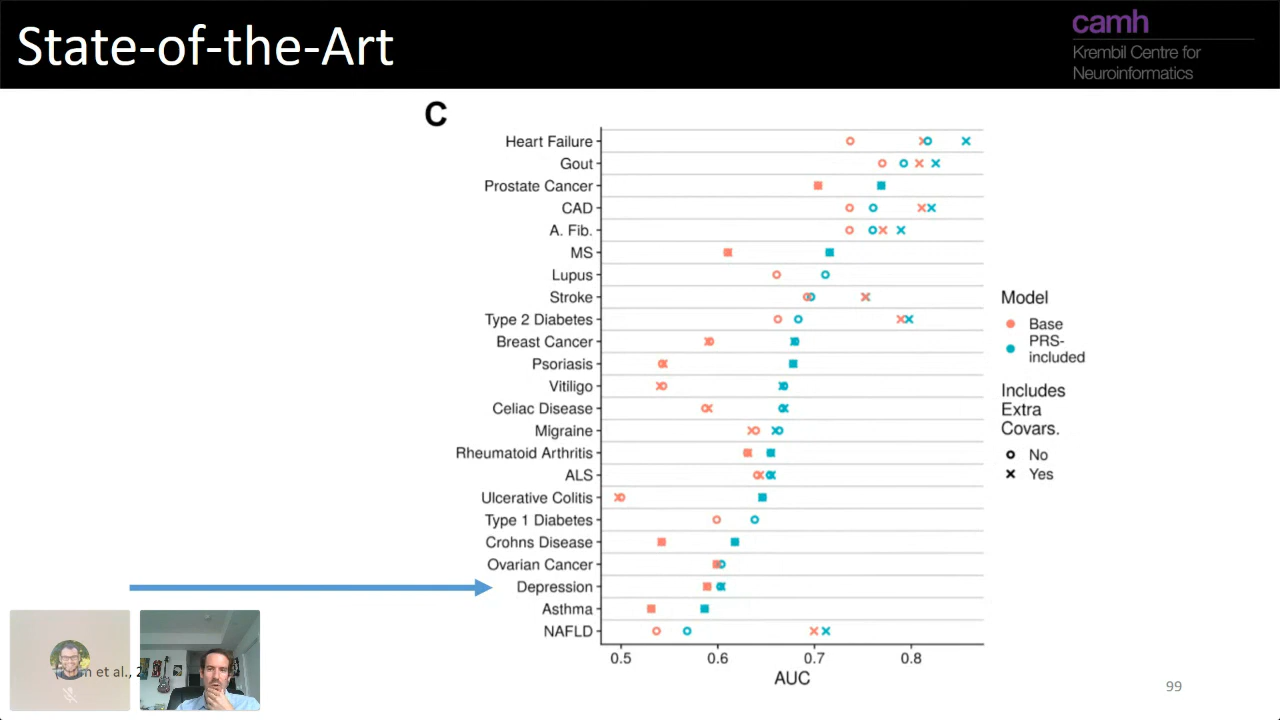 State-of-the-Art
camh
Krembil Centre for
Neuroinformatics
C
Heart Failure
Gout
Prostate Cancer
CAD
A. Fib.
MS
Lupus
Stroke
Type 2 Diabetes
Breast Cancer
Psoriasis
Vitiligo
Celiac Disease
Migraine
Rheumatoid Arthritis
ALS
Ulcerative Colitis
Type 1 Diabetes
Crohns Disease
Ovarian Cancer
Depression
Asthma
NAFLD
0.5 0.6 0.7 0.8
AUC
Model
Base
PRS-
included
Includes
Extra
Covars.
No
Yes
et al.,
99